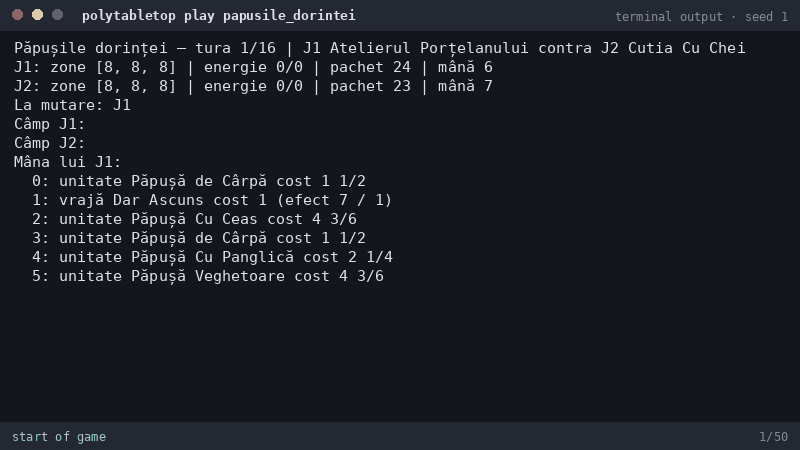 polytabletop play papusile_dorintei
terminal output · seed 1
Păpușile dorinței — tura 1/16 | J1 Atelierul Porțelanului contra J2 Cutia Cu Chei
J1: zone [8, 8, 8] | energie 0/0 | pachet 24 | mână 6
J2: zone [8, 8, 8] | energie 0/0 | pachet 23 | mână 7
La mutare: J1
Câmp J1:
Câmp J2:
Mâna lui J1:
0: unitate Păpușă de Cârpă cost 1 1/2
1: vrajă Dar Ascuns cost 1 (efect 7 / 1)
2: unitate Păpușă Cu Ceas cost 4 3/6
3: unitate Păpușă de Cârpă cost 1 1/2
4: unitate Păpușă Cu Panglică cost 2 1/4
5: unitate Păpușă Veghetoare cost 4 3/6
start of game
1/50